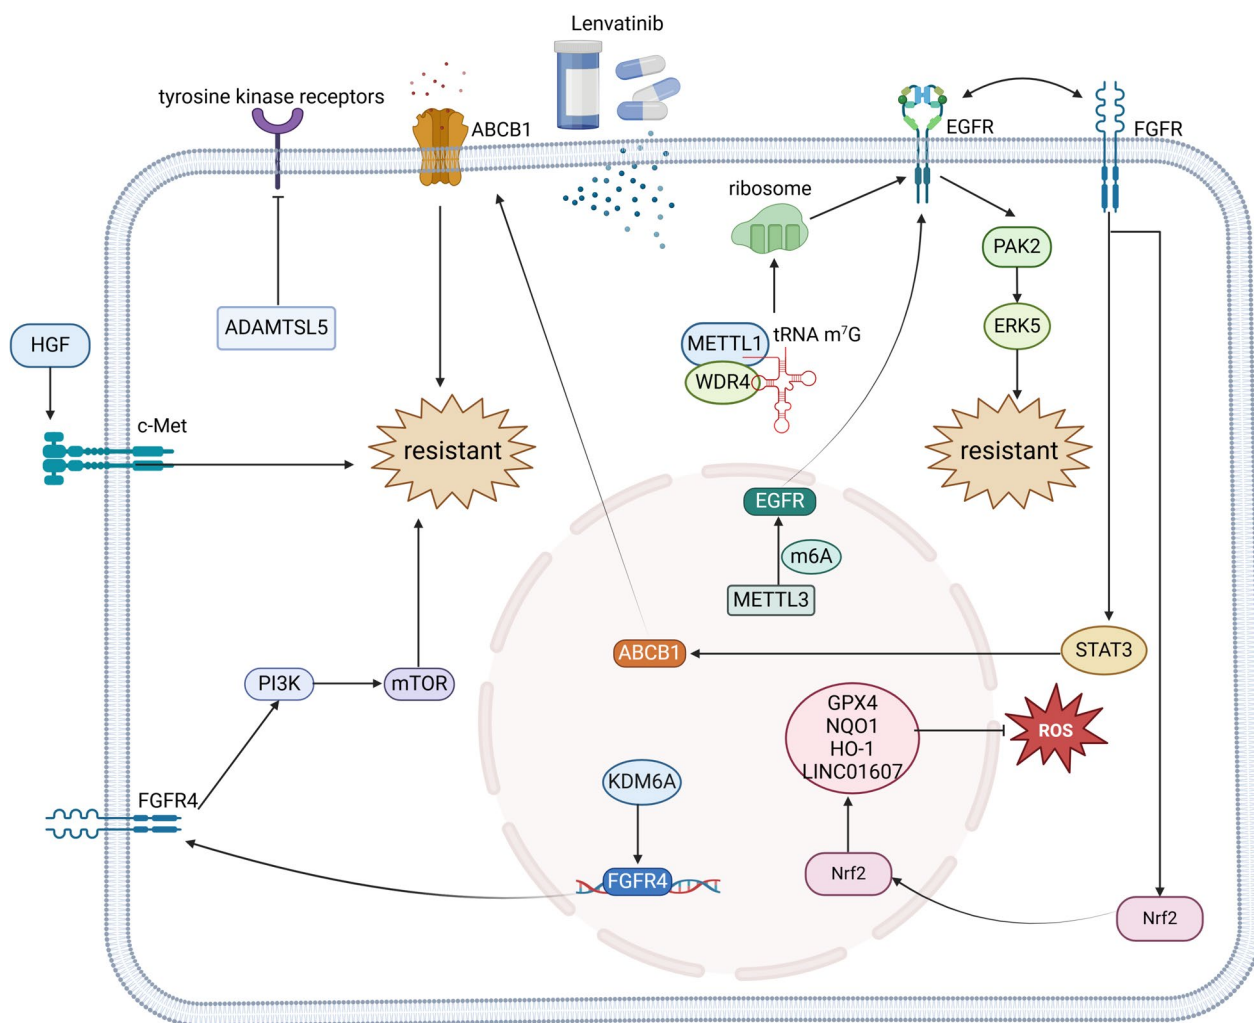 Lenvatinib
tyrosine kinase receptors
ABCB1
EGFR
FGFR
ribosome
PAK2
ADAMTSL5
HGF
METTL1
tRNA m⁷G
ERK5
WDR4
c-Met
resistant
resistant
EGFR
m6A
METTL3
ABCB1
STAT3
PI3K
mTOR
GPX4
NQO1
HO-1
LINC01607
ROS
KDM6A
FGFR4
FGFR4
Nrf2
Nrf2